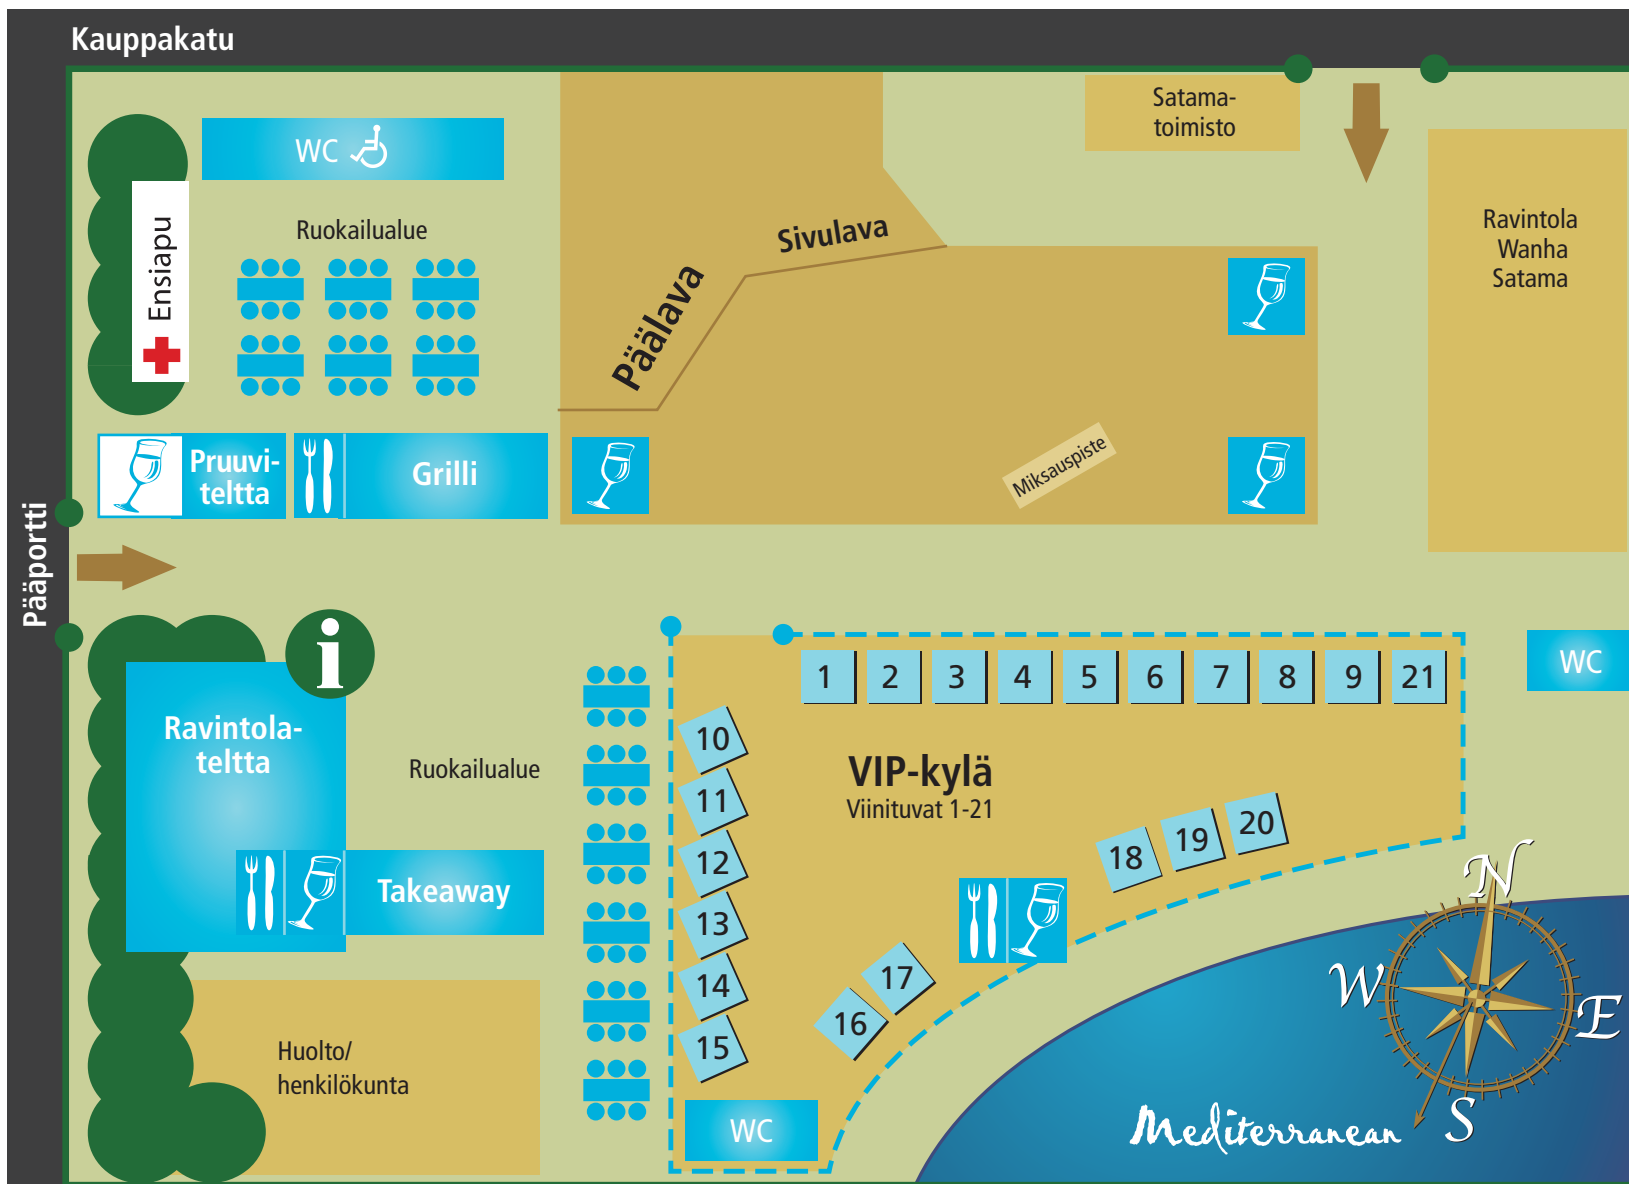 Kauppakatu
Satama-
toimisto
WC
Ruokailualue
Ensiapu
Sivulava
Päälava
Ravintola
Wanha
Satama
Pruuvi-
teltta
Grilli
Miksauspiste
Pääportti
i
WC
1 2 3 4 5 6 7 8 9 21
Ravintola-
teltta
Ruokailualue
10
11
12
13
14
15
VIP-kylä
Viinituvat 1-21
18 19 20
Takeaway
17
16
Huolto/
henkilökunta
WC
N
W
E
S
Mediterranean